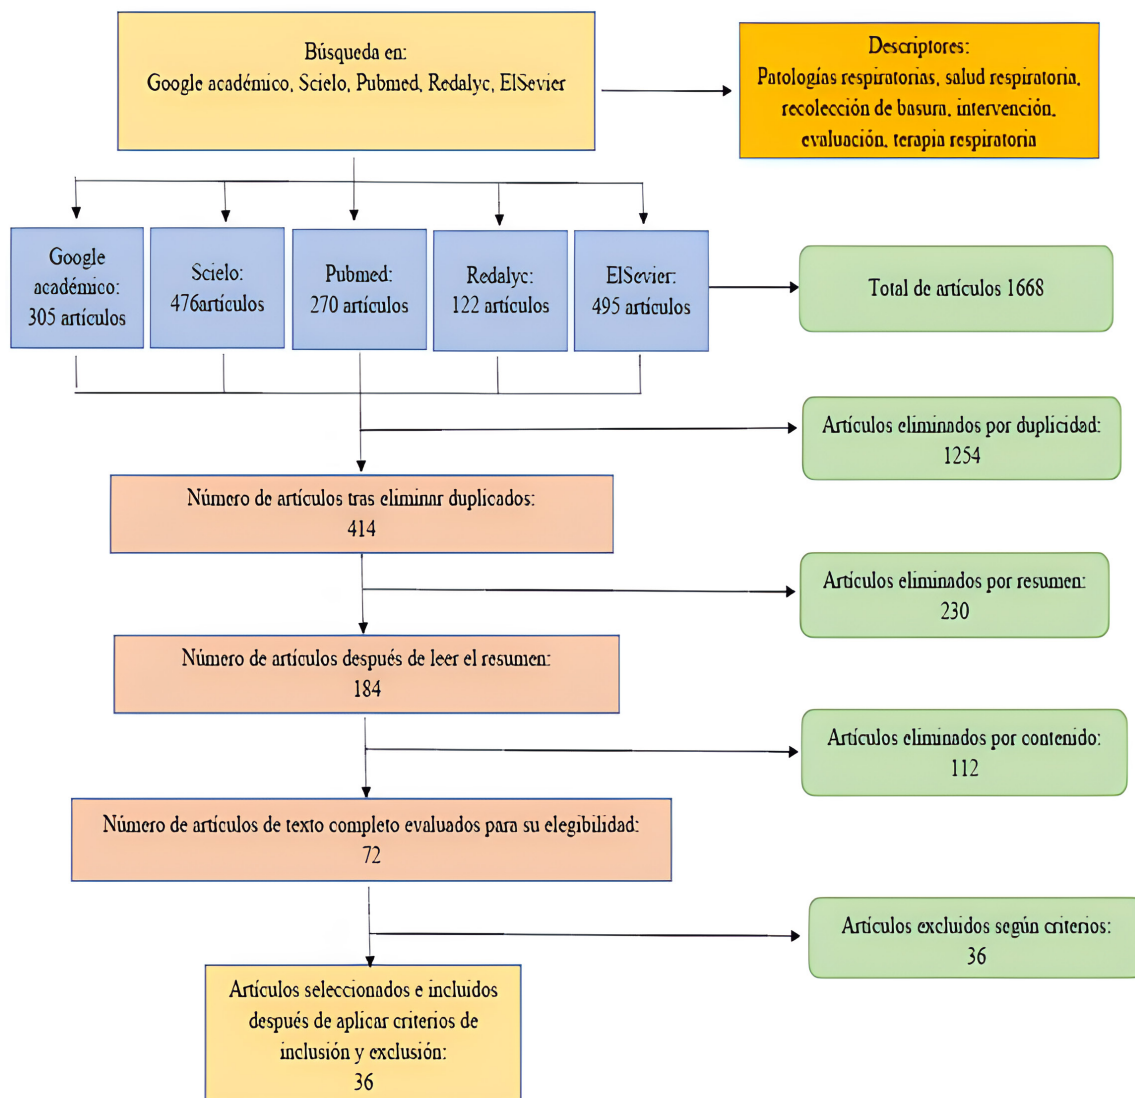 Búsqueda en:
Google académico, Scielo, Pubmed, Redalyc, ElSevier
Descriptores:
Patologías respiratorias, salud respiratoria,
recolección de basura, intervención,
evaluación, terapia respiratoria
Google
académico:
305 artículos
Scielo:
476artículos
Pubmed:
270 artículos
Redalyc:
122 artículos
ElSevier:
495 artículos
Total de artículos 1668
Artículos eliminados por duplicidad:
1254
Número de artículos tras eliminar duplicados:
414
Artículos eliminados por resumen:
230
Número de artículos después de leer el resumen:
184
Artículos eliminados por contenido:
112
Número de artículos de texto completo evaluados para su elegibilidad:
72
Artículos excluidos según criterios:
36
Artículos seleccionados e incluidos
después de aplicar criterios de
inclusión y exclusión:
36